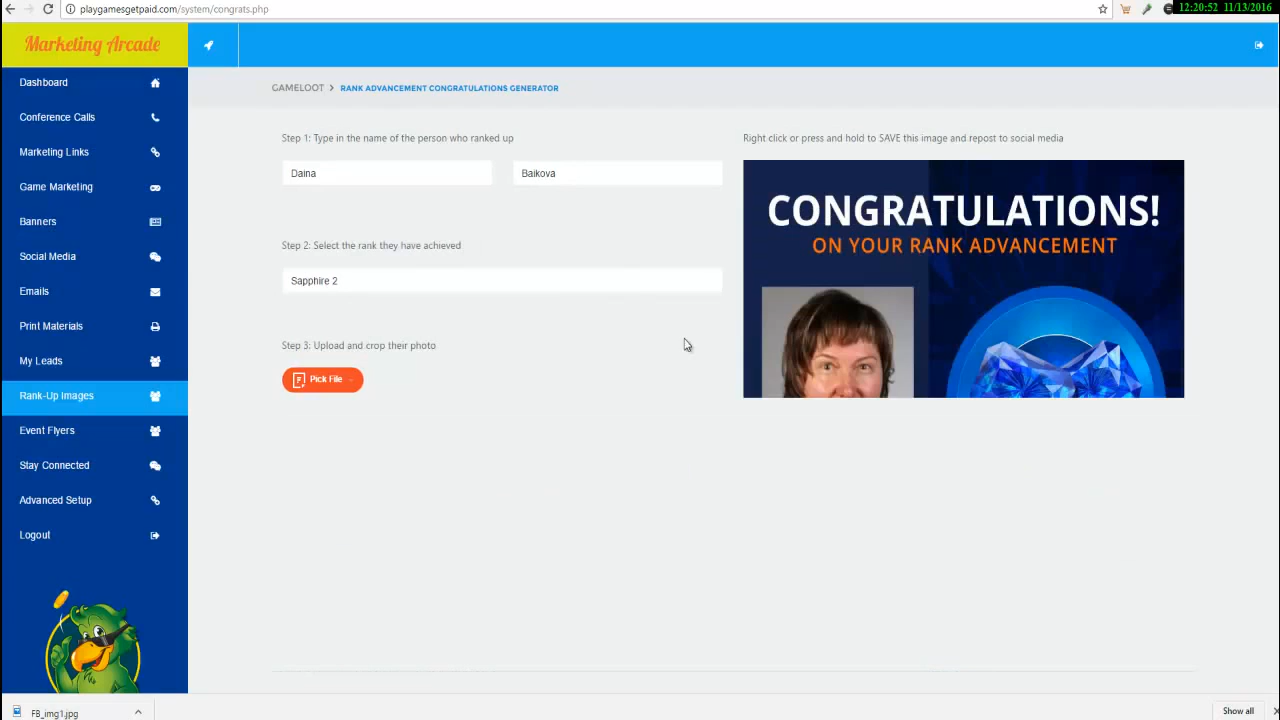 playgamesgetpaid.com/system/congrats.php
12:20:52 11/13/2016
Marketing Arcade
Dashboard
Conference Calls
Marketing Links
Game Marketing
Banners
Social Media
Emails
Print Materials
My Leads
Rank-Up Images
Event Flyers
Stay Connected
Advanced Setup
Logout
GAMELOOT > RANK ADVANCEMENT CONGRATULATIONS GENERATOR
Step 1: Type in the name of the person who ranked up
Daina Baikova
Step 2: Select the rank they have achieved
Sapphire 2
Step 3: Upload and crop their photo
Pick File
Right click or press and hold to SAVE this image and repost to social media
CONGRATULATIONS!
ON YOUR RANK ADVANCEMENT
FB_img1.jpg
Show all